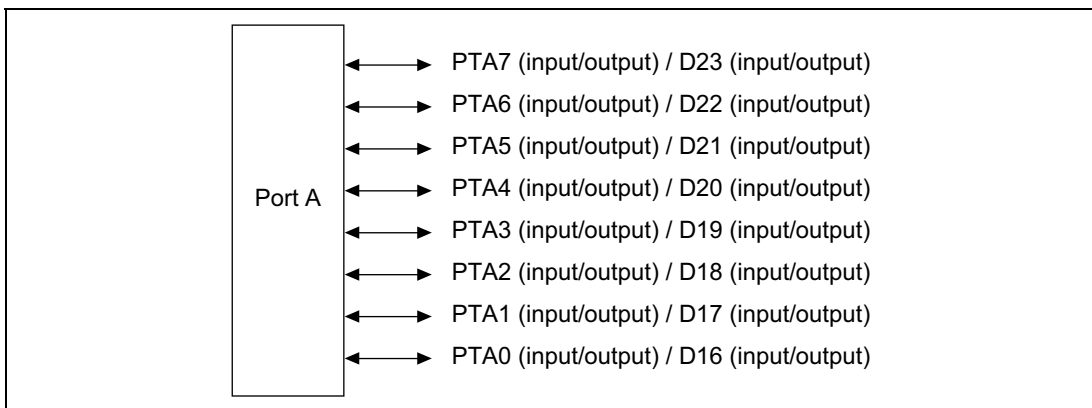 PTA7 (input/output) / D23 (input/output)
PTA6 (input/output) / D22 (input/output)
PTA5 (input/output) / D21 (input/output)
PTA4 (input/output) / D20 (input/output)
Port A
PTA3 (input/output) / D19 (input/output)
PTA2 (input/output) / D18 (input/output)
PTA1 (input/output) / D17 (input/output)
PTA0 (input/output) / D16 (input/output)